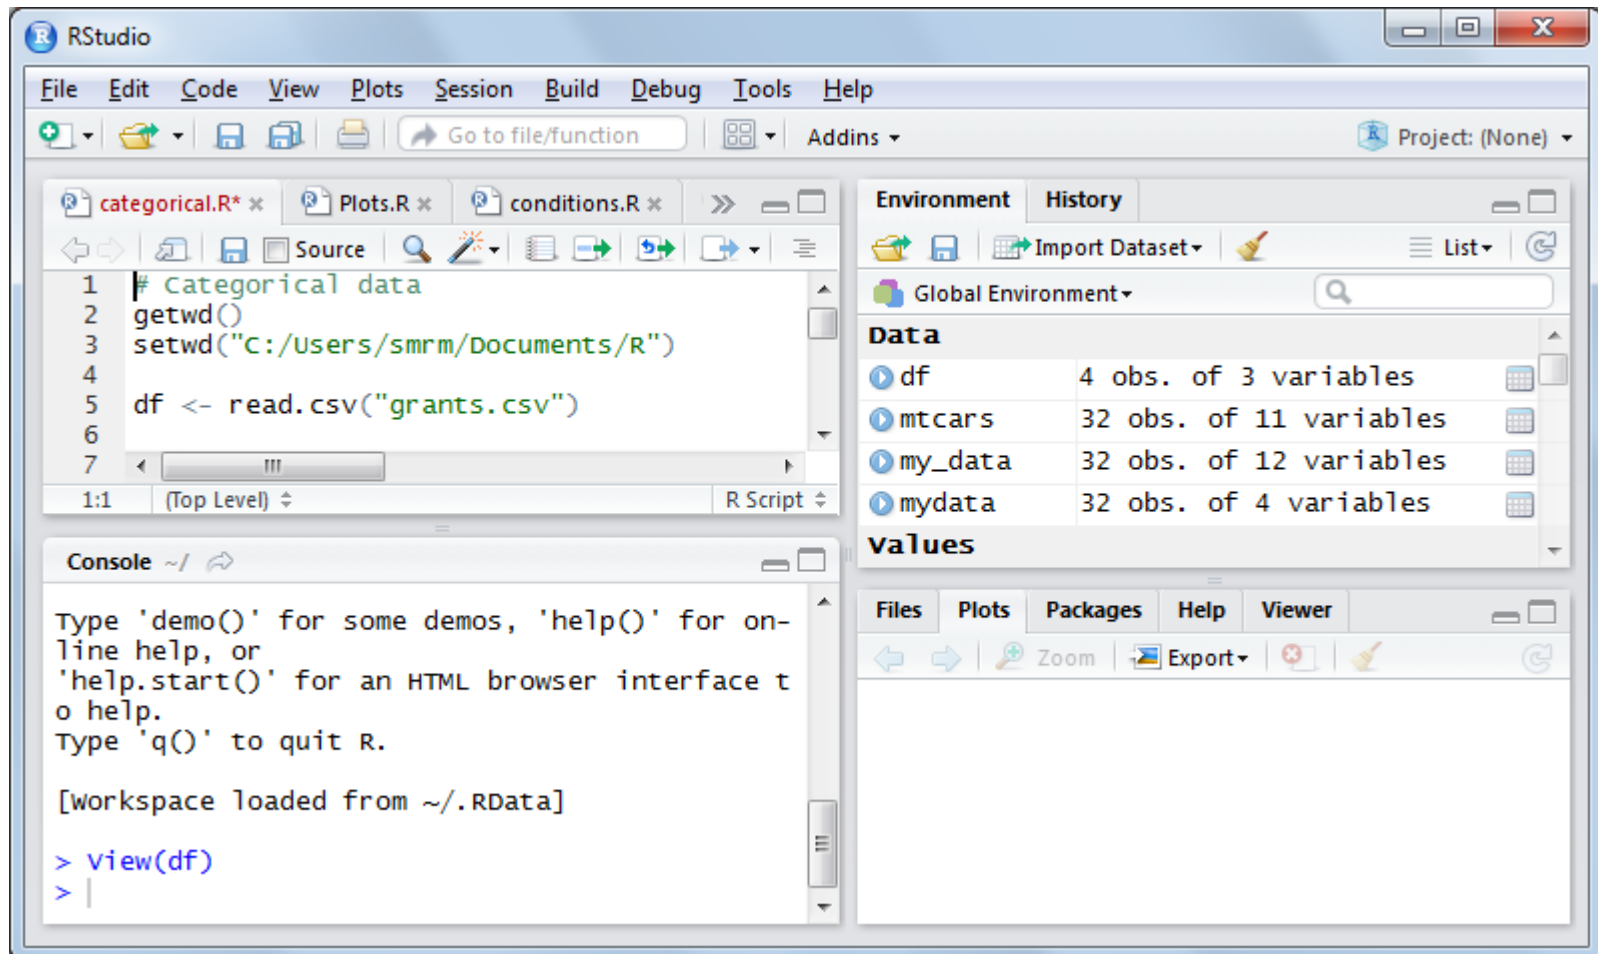 RStudio
File Edit Code View Plots Session Build Debug Tools Help
Go to file/function Addins Project: (None)
categorical.R* Plots.R conditions.R
Source
1 # Categorical data
2 getwd()
3 setwd("C:/Users/smrm/Documents/R")
4
5 df <- read.csv("grants.csv")
6
7
1:1 (Top Level) R Script
Console ~/
Type 'demo()' for some demos, 'help()' for on-
line help, or
'help.start()' for an HTML browser interface t
o help.
Type 'q()' to quit R.
[Workspace loaded from ~/.RData]
> View(df)
>
Environment History
Import Dataset List
Global Environment
Data
df 4 obs. of 3 variables
mtcars 32 obs. of 11 variables
my_data 32 obs. of 12 variables
mydata 32 obs. of 4 variables
Values
Files Plots Packages Help Viewer
Zoom Export